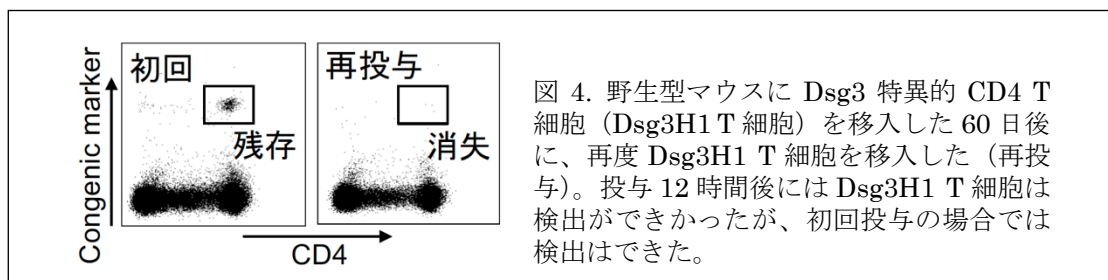 Congenic marker
初回
残存
再投与
消失
CD4
図 4. 野生型マウスに Dsg3 特異的 CD4 T
細胞(Dsg3H1 T 細胞)を移入した 60 日後
に、再度 Dsg3H1 T 細胞を移入した(再投
与)。投与 12 時間後には Dsg3H1 T 細胞は
検出ができかったが、初回投与の場合では
検出はできた。